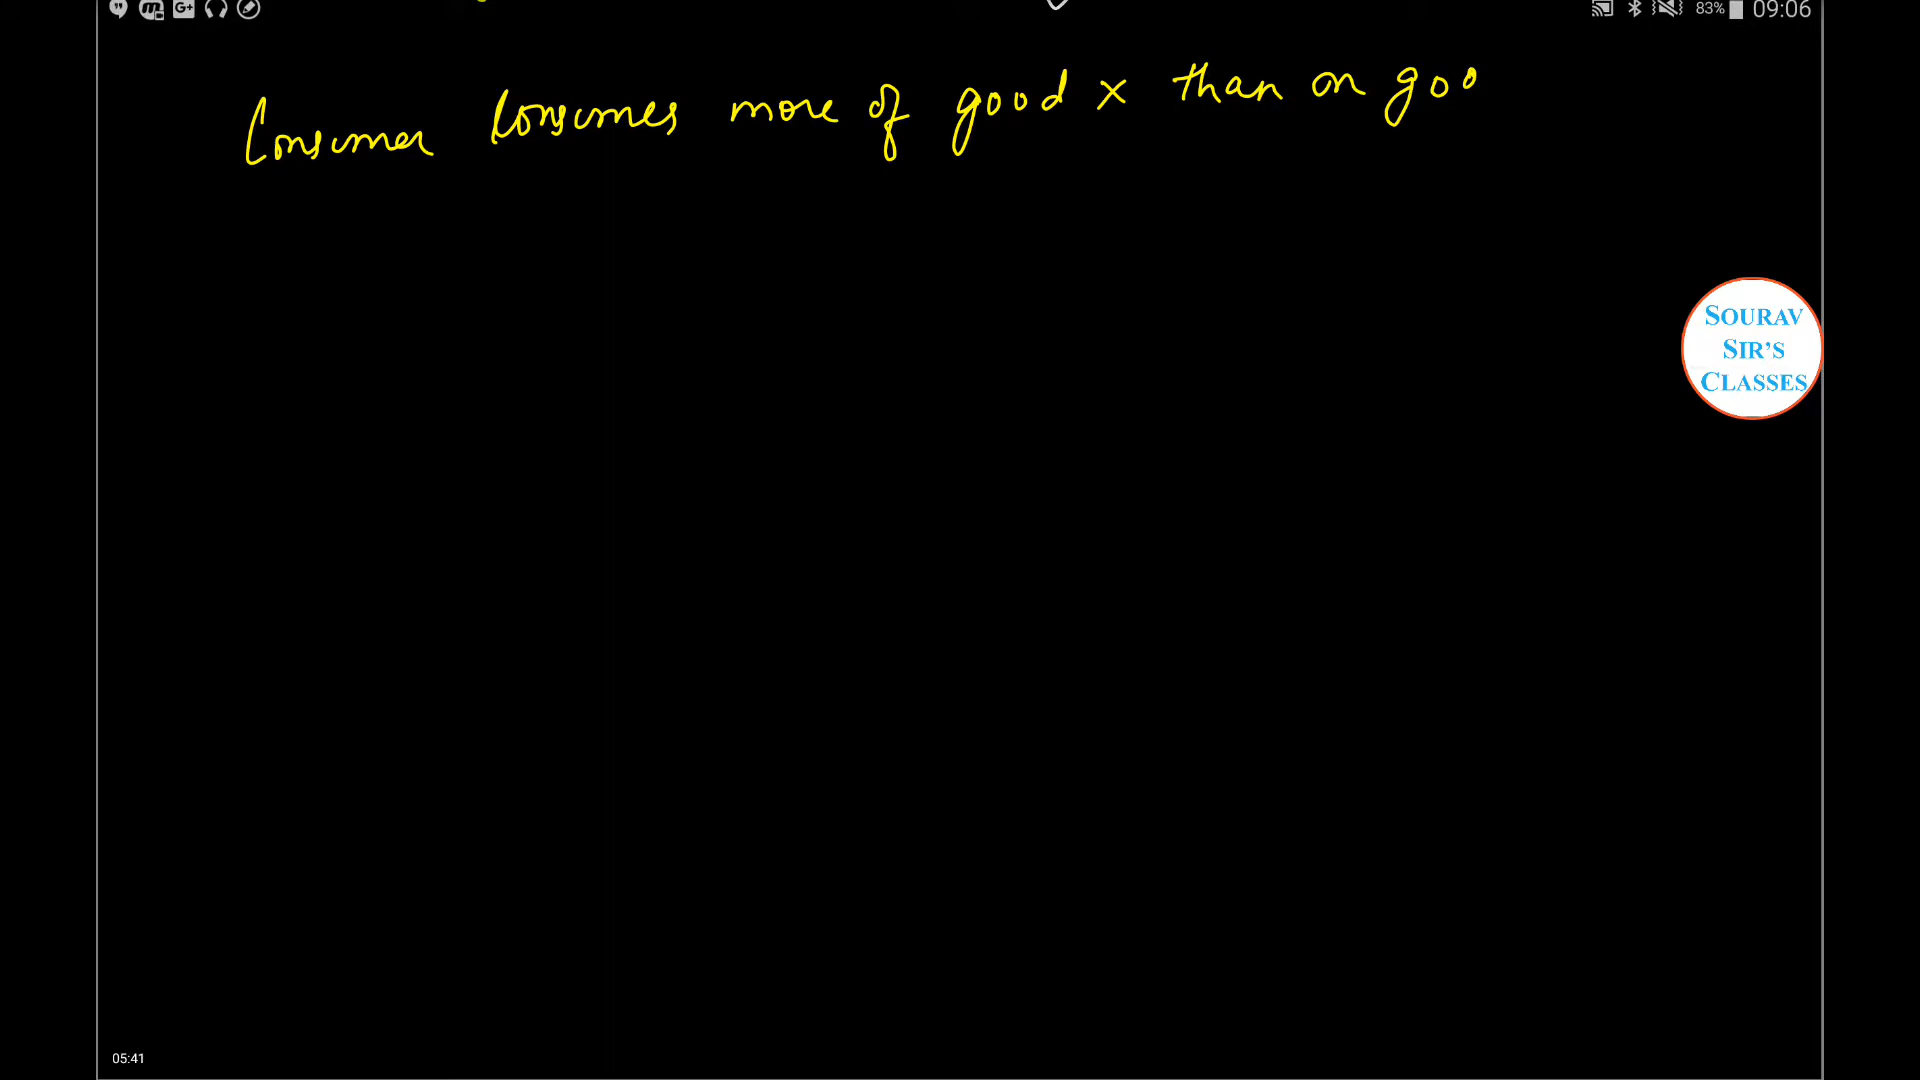 83% 09:06
Consumer Consumes more of good x than on goo
SOURAV
SIR'S
CLASSES
05:41